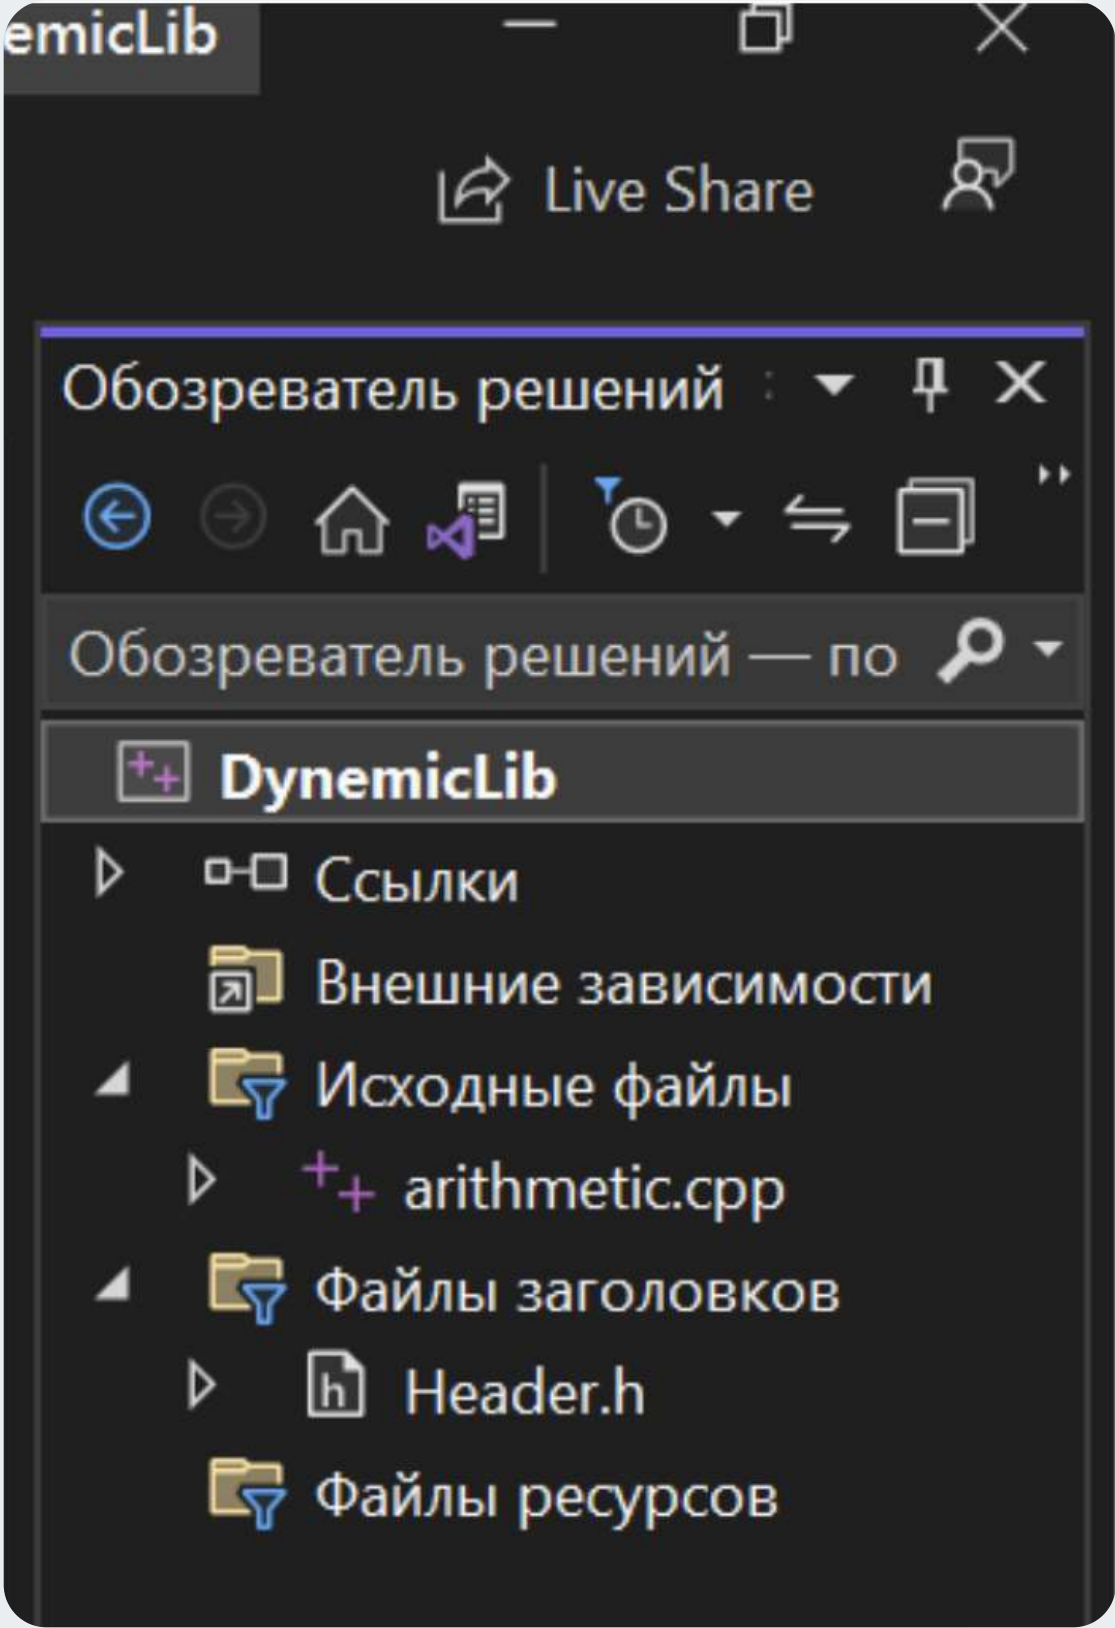 emicLib
Live Share
Обозреватель решений
Обозреватель решений — по
DynemicLib
Ссылки
Внешние зависимости
Исходные файлы
arithmetic.cpp
Файлы заголовков
Header.h
Файлы ресурсов